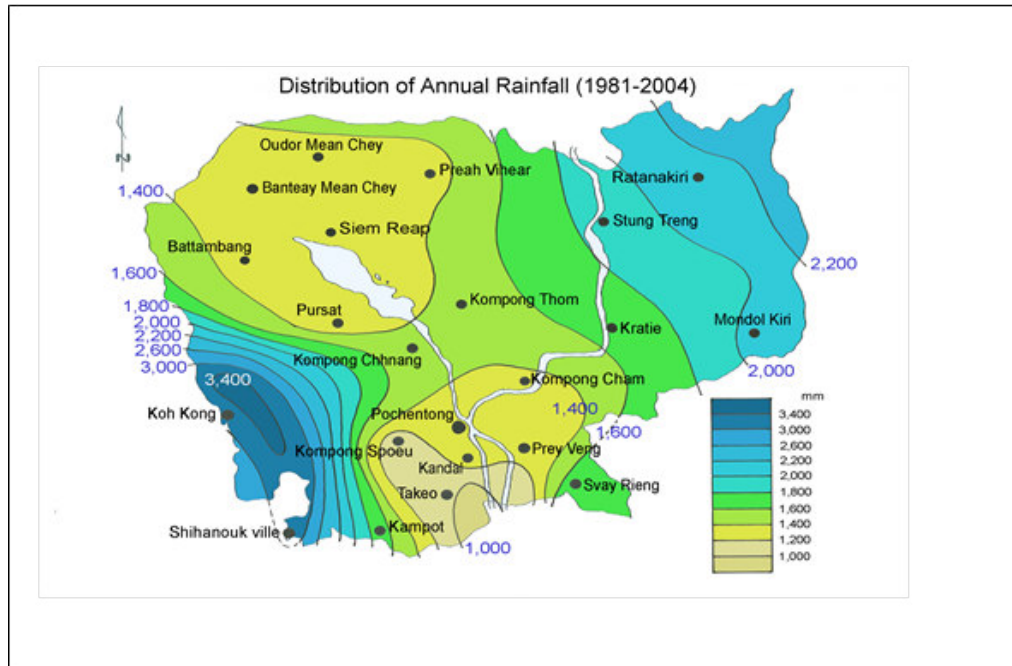 Distribution of Annual Rainfall (1981-2004)
N
Oudor Mean Chey
Preah Vihear
Banteay Mean Chey
Ratanakiri
1,400
Siem Reap
Stung Treng
Battambang
2,200
1,600
Kompong Thom
1,800
Pursat
2,000
Kratie
Mondol Kiri
2,200
2,600
Kompong Chhnang
3,000
2,000
3,400
Kompong Cham
Koh Kong
Pochentong
1,400
1,600
Kompong Spoeu
Prey Veng
Kandal
Takeo
Svay Rieng
Shihanouk ville
Kampot
1,000
mm
3,400
3,000
2,600
2,200
2,000
1,800
1,600
1,400
1,200
1,000